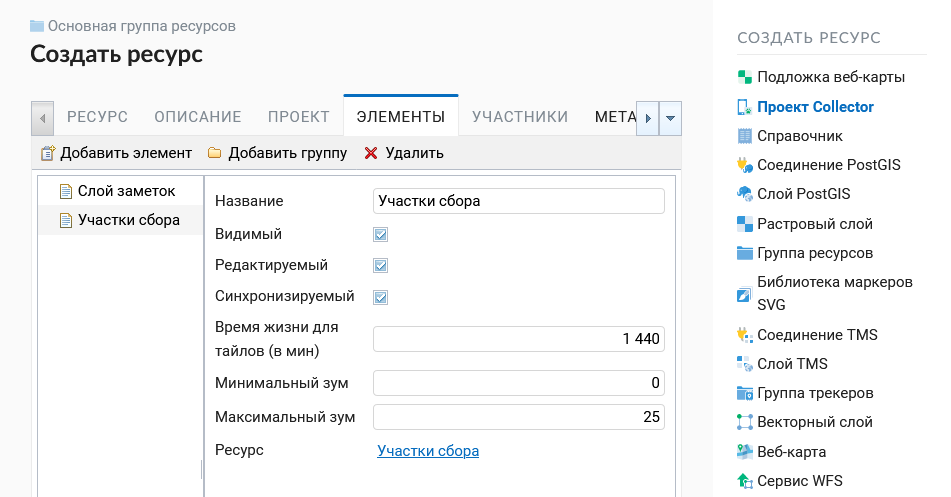 Основная группа ресурсов
Создать ресурс
РЕСУРС ОПИСАНИЕ ПРОЕКТ ЭЛЕМЕНТЫ УЧАСТНИКИ МЕТА
Добавить элемент Добавить группу Удалить
Слой заметок
Участки сбора
Название Участки сбора
Видимый
Редактируемый
Синхронизируемый
Время жизни для
тайлов (в мин) 1 440
Минимальный зум 0
Максимальный зум 25
Ресурс Участки сбора
СОЗДАТЬ РЕСУРС
Подложка веб-карты
Проект Collector
Справочник
Соединение PostGIS
Слой PostGIS
Растровый слой
Группа ресурсов
Библиотека маркеров
SVG
Соединение TMS
Слой TMS
Группа трекеров
Векторный слой
Веб-карта
Сервис WFS